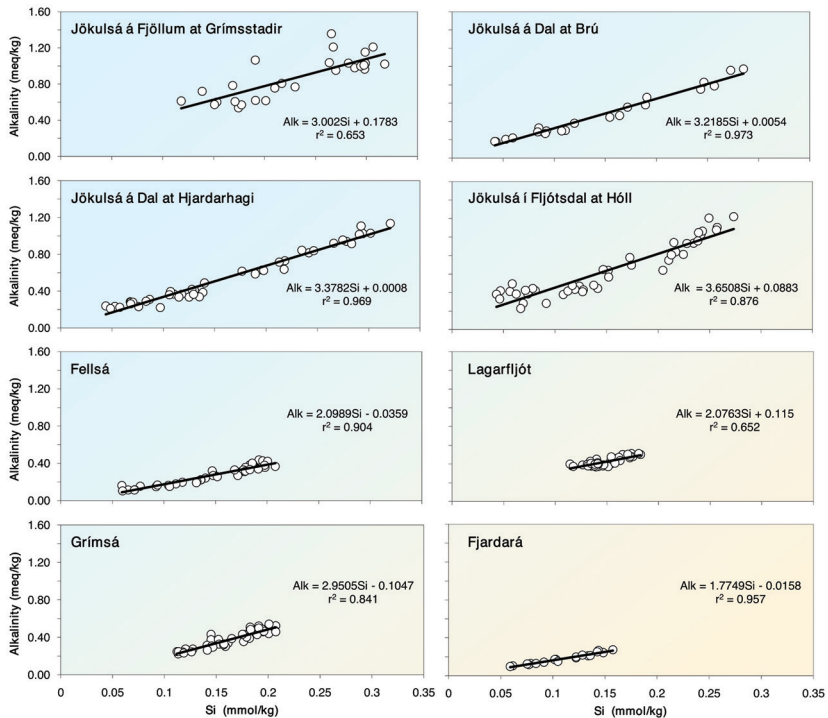 Jökulsá á Fjöllum at Grímsstadir
Alk = 3.002Si + 0.1783
r² = 0.653
Jökulsá á Dal at Brú
Alk = 3.2185Si + 0.0054
r² = 0.973
Alkalinity (meq/kg)
1.60
1.20
0.80
0.40
0.00
Jökulsá á Dal at Hjardarhagi
Alk = 3.3782Si + 0.0008
r² = 0.969
Jökulsá í Fljótsdal at Hóll
Alk = 3.6508Si + 0.0883
r² = 0.876
Alkalinity (meq/kg)
1.60
1.20
0.80
0.40
0.00
Fellsá
Alk = 2.0989Si - 0.0359
r² = 0.904
Lagarfljót
Alk = 2.0763Si + 0.115
r² = 0.652
Alkalinity (meq/kg)
1.60
1.20
0.80
0.40
0.00
Grímsá
Alk = 2.9505Si - 0.1047
r² = 0.841
Fjardará
Alk = 1.7749Si - 0.0158
r² = 0.957
Alkalinity (meq/kg)
1.60
1.20
0.80
0.40
0.00
0 0.05 0.1 0.15 0.2 0.25 0.3 0.35
0 0.05 0.1 0.15 0.2 0.25 0.3 0.35
Si (mmol/kg)
Si (mmol/kg)